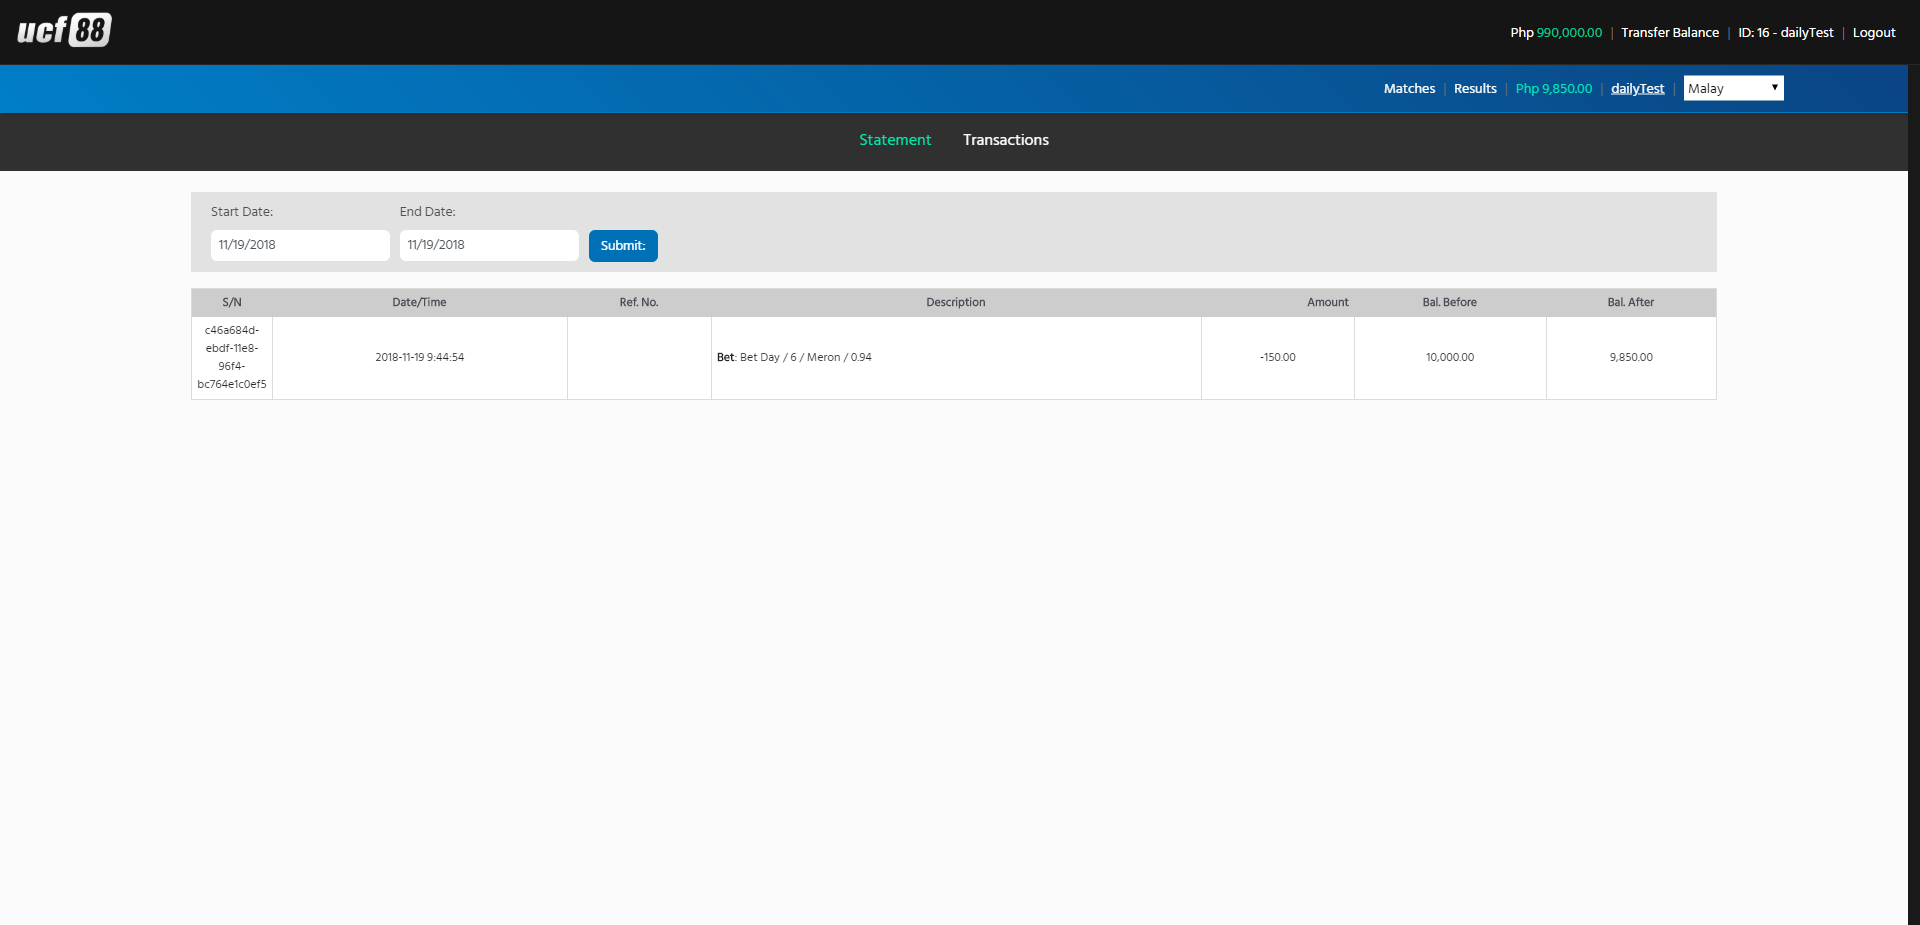 ucf 88
Php 990,000.00 | Transfer Balance | ID: 16 - dailyTest | Logout
Matches | Results | Php 9,850.00 | dailyTest | Malay
Statement Transactions
Start Date: End Date:
11/19/2018 11/19/2018 Submit:
S/N Date/Time Ref. No. Description Amount Bal. Before Bal. After
c46a684d-
ebdf-11e8-
96f4-
bc764e1c0ef5
2018-11-19 9:44:54 Bet: Bet Day / 6 / Meron / 0.94 -150.00 10,000.00 9,850.00